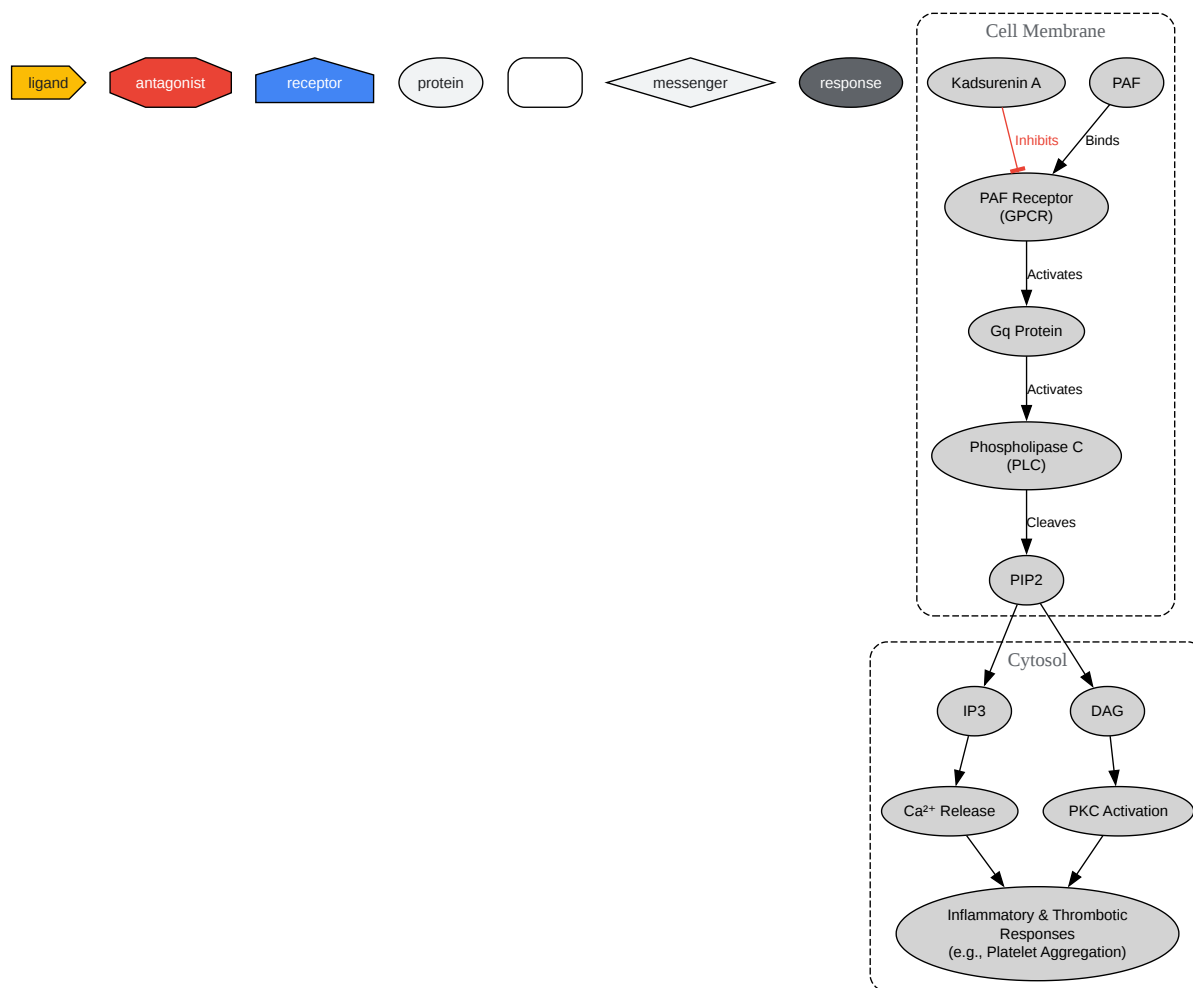 Cell Membrane
ligand
antagonist
receptor
protein
messenger
response
Kadsurenin A
PAF
Inhibits
Binds
PAF Receptor
(GPCR)
Activates
Gq Protein
Activates
Phospholipase C
(PLC)
Cleaves
PIP2
Cytosol
IP3
DAG
Ca²⁺ Release
PKC Activation
Inflammatory & Thrombotic
Responses
(e.g., Platelet Aggregation)